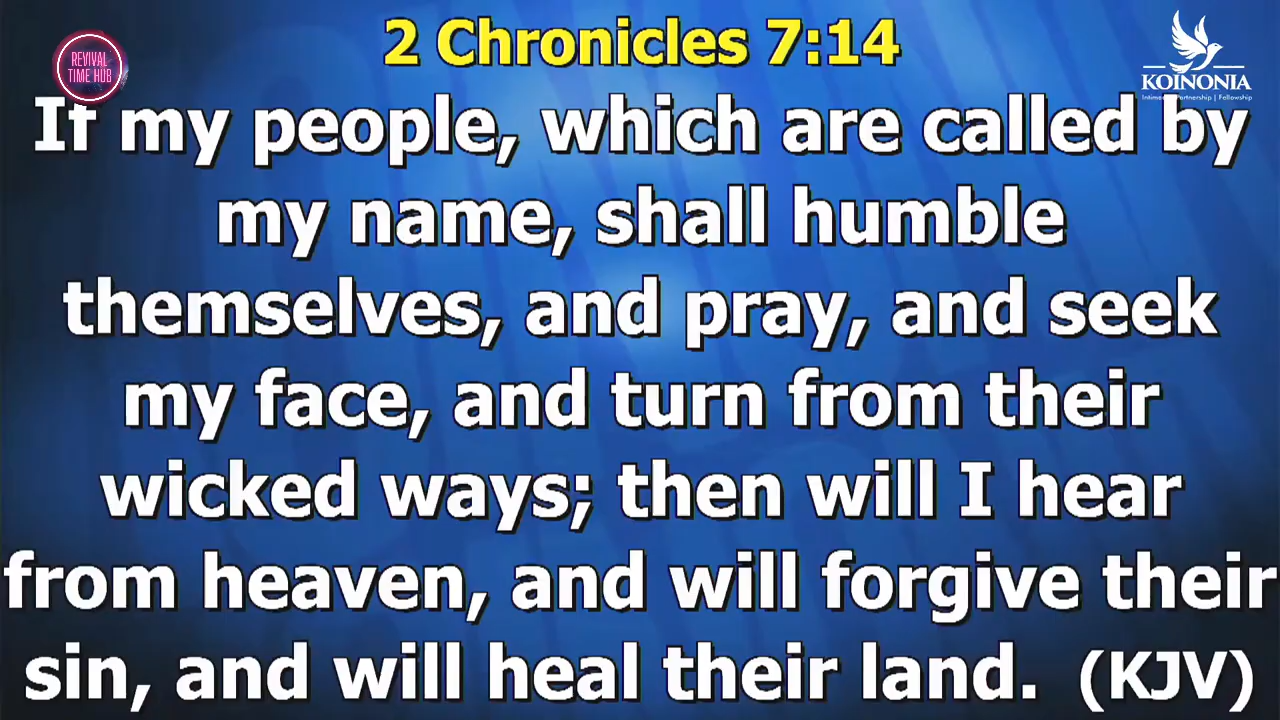 2 Chronicles 7:14
REVIVAL
TIME HUB
KOINONIA
If my people, which are called by
my name, shall humble
themselves, and pray, and seek
my face, and turn from their
wicked ways; then will I hear
from heaven, and will forgive their
sin, and will heal their land. (KJV)